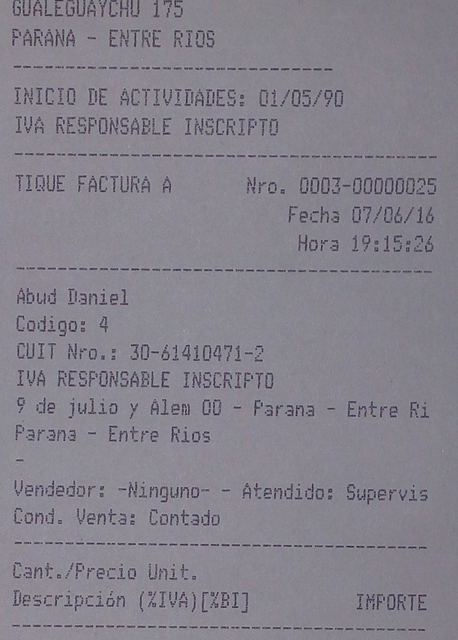 GUALEGUAYCHU 175
PARANA - ENTRE RIOS
INICIO DE ACTIVIDADES: 01/05/90
IVA RESPONSABLE INSCRIPTO
TIQUE FACTURA A Nro. 0003-00000025
Fecha 07/06/16
Hora 19:15:26
Abud Daniel
Codigo: 4
CUIT Nro.: 30-61410471-2
IVA RESPONSABLE INSCRIPTO
9 de julio y Alem 00 - Parana - Entre Ri
Parana - Entre Rios
-
Vendedor: -Ninguno- - Atendido: Supervis
Cond. Venta: Contado
Cant./Precio Unit.
Descripción (%IVA)[%BI] IMPORTE